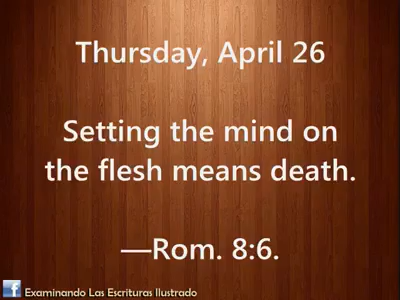 Thursday, April 26
Setting the mind on
the flesh means death.
—Rom. 8:6.
Examinando Las Escrituras Ilustrado